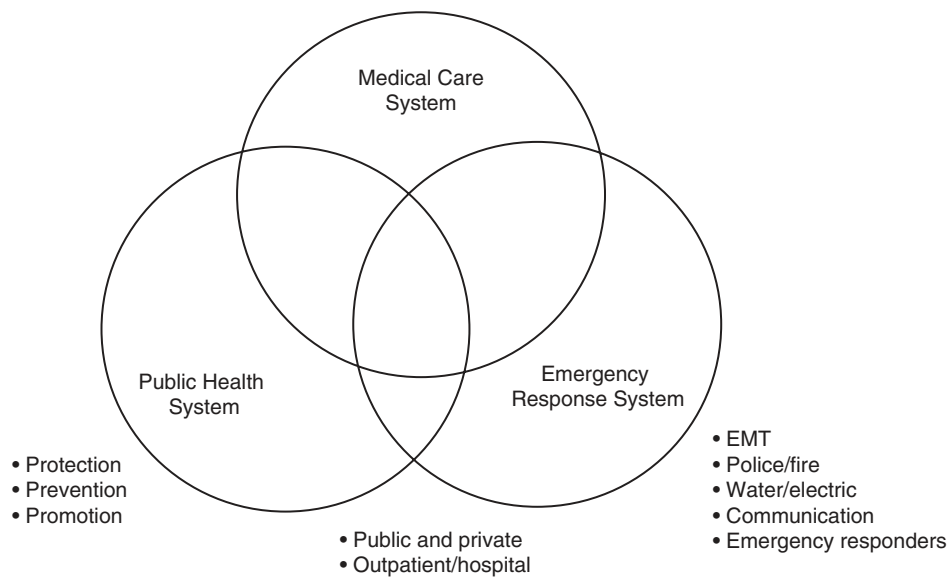 Medical Care
System
Public Health
System
Emergency
Response System
• Protection
• Prevention
• Promotion
• Public and private
• Outpatient/hospital
• EMT
• Police/fire
• Water/electric
• Communication
• Emergency responders